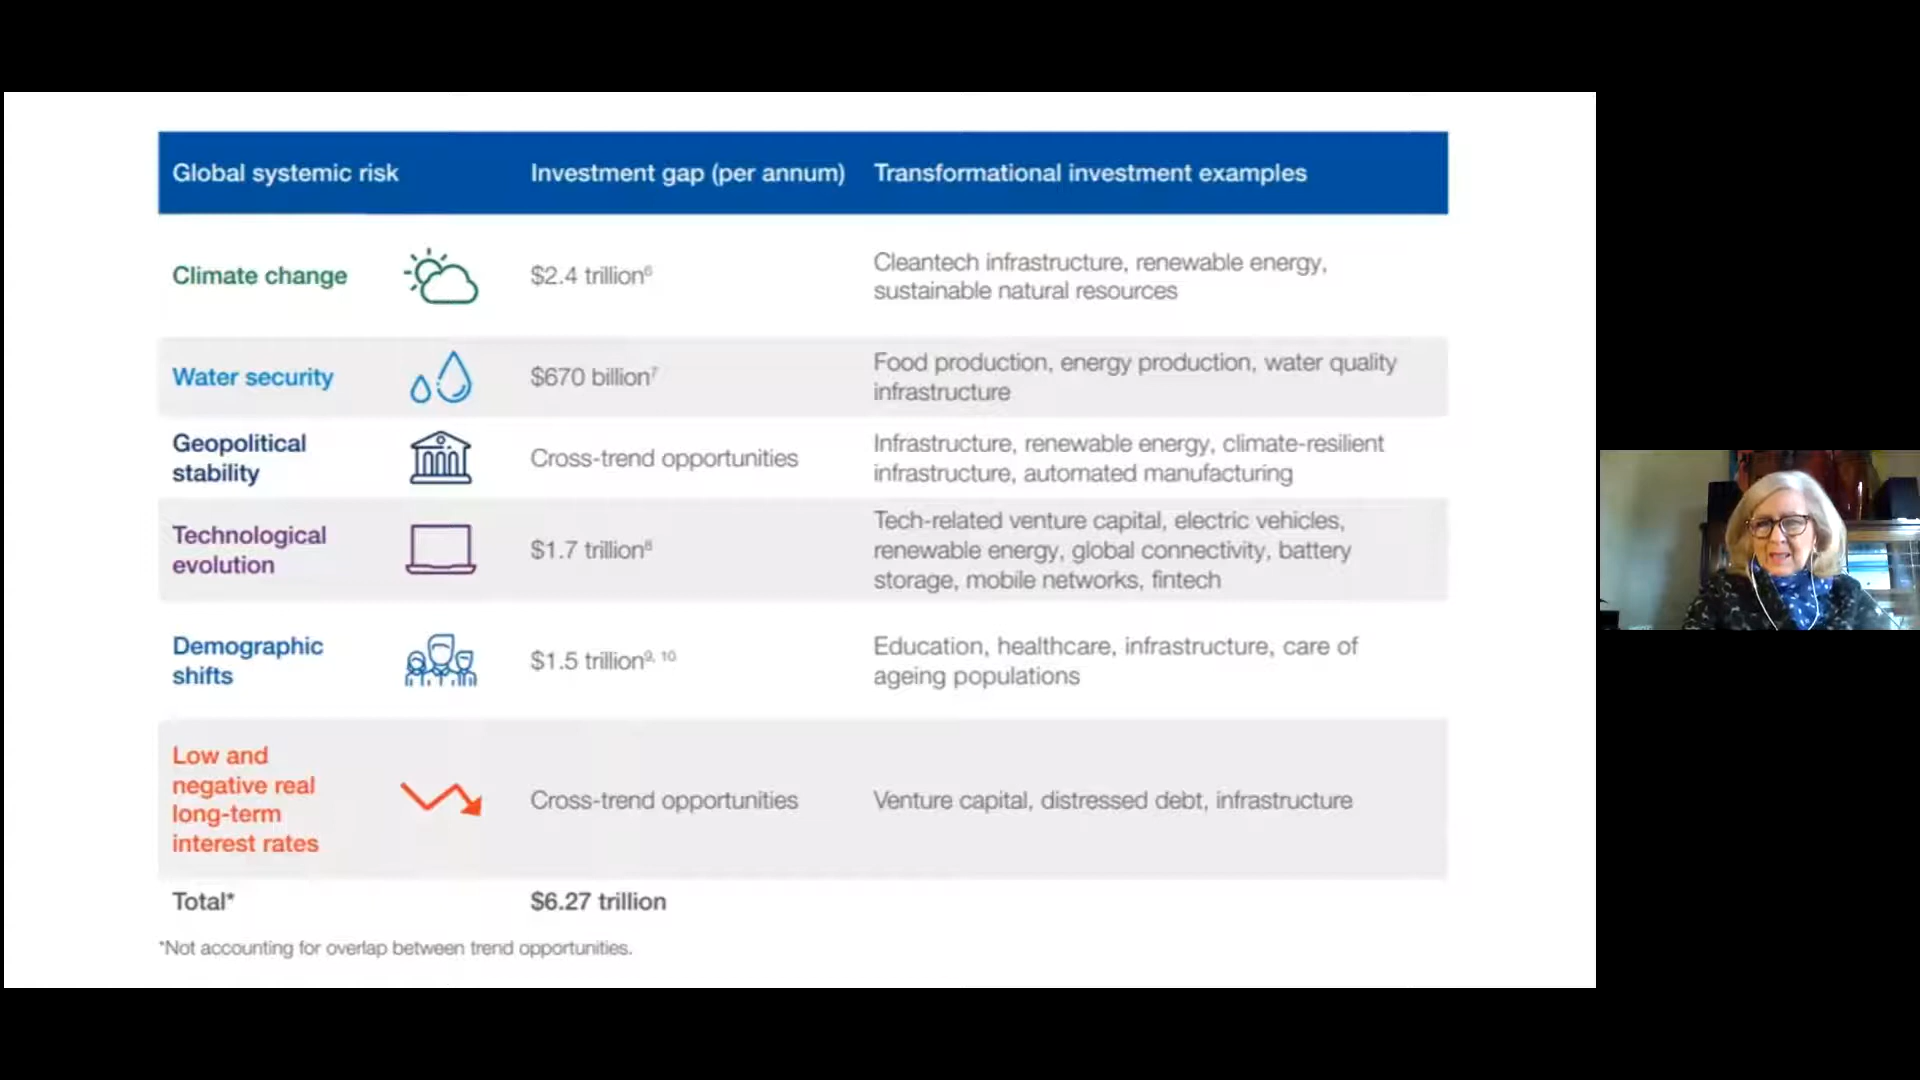 Global systemic risk Investment gap (per annum) Transformational investment examples
Climate change $2.4 trillion⁶ Cleantech infrastructure, renewable energy,
sustainable natural resources
Water security $670 billion⁷ Food production, energy production, water quality
infrastructure
Geopolitical
stability
Cross-trend opportunities
Infrastructure, renewable energy, climate-resilient
infrastructure, automated manufacturing
Technological
evolution
$1.7 trillion⁸
Tech-related venture capital, electric vehicles,
renewable energy, global connectivity, battery
storage, mobile networks, fintech
Demographic
shifts
$1.5 trillion⁹, ¹⁰
Education, healthcare, infrastructure, care of
ageing populations
Low and
negative real
long-term
interest rates
Cross-trend opportunities
Venture capital, distressed debt, infrastructure
Total* $6.27 trillion
*Not accounting for overlap between trend opportunities.